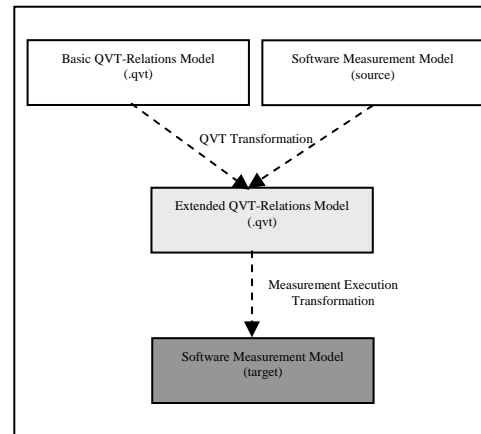 Basic QVT-Relations Model
(.qvt)
Software Measurement Model
(source)
QVT Transformation
Extended QVT-Relations Model
(.qvt)
Measurement Execution
Transformation
Software Measurement Model
(target)